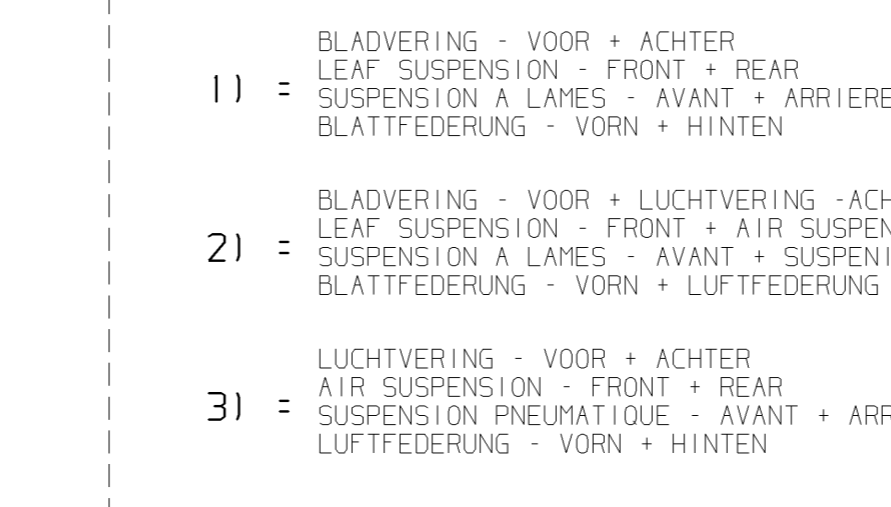 BLADVERING - VOOR + ACHTER
LEAF SUSPENSION - FRONT + REAR
1) =
SUSPENSION A LAMES - AVANT + ARRIERE
BLATTFEDERUNG - VORN + HINTEN
BLADVERING - VOOR + LUCHTVERING -ACH
LEAF SUSPENSION - FRONT + AIR SUSPEN
2) =
SUSPENSION A LAMES - AVANT + SUSPENI
BLATTFEDERUNG - VORN + LUFTFEDERUNG
LUCHTVERING - VOOR + ACHTER
AIR SUSPENSION - FRONT + REAR
3) =
SUSPENSION PNEUMATIQUE - AVANT + ARR
LUFTFEDERUNG - VORN + HINTEN